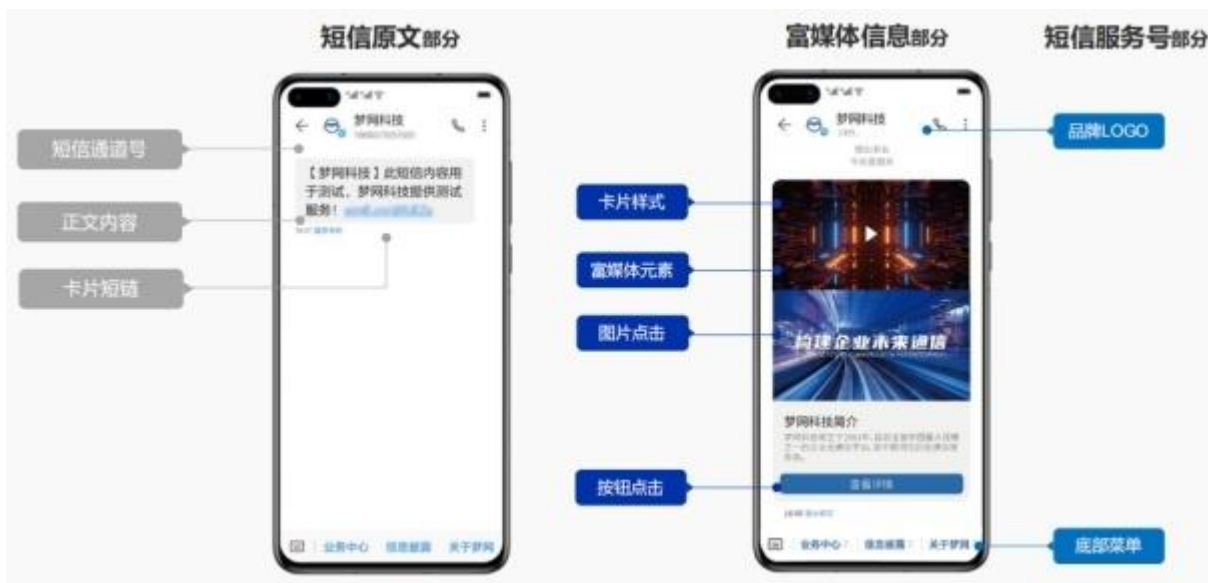 短信原文部分
富媒体信息部分
短信服务号部分
短信通道号
正文内容
卡片短链
梦网科技
【梦网科技】此短信内容用
于测试，梦网科技提供测试
服务！
业务中心
信息披露
关于梦网
卡片样式
富媒体元素
图片点击
按钮点击
梦网科技
构建企业未来通信
梦网科技简介
查看详情
业务中心
信息披露
关于梦网
品牌LOGO
底部菜单